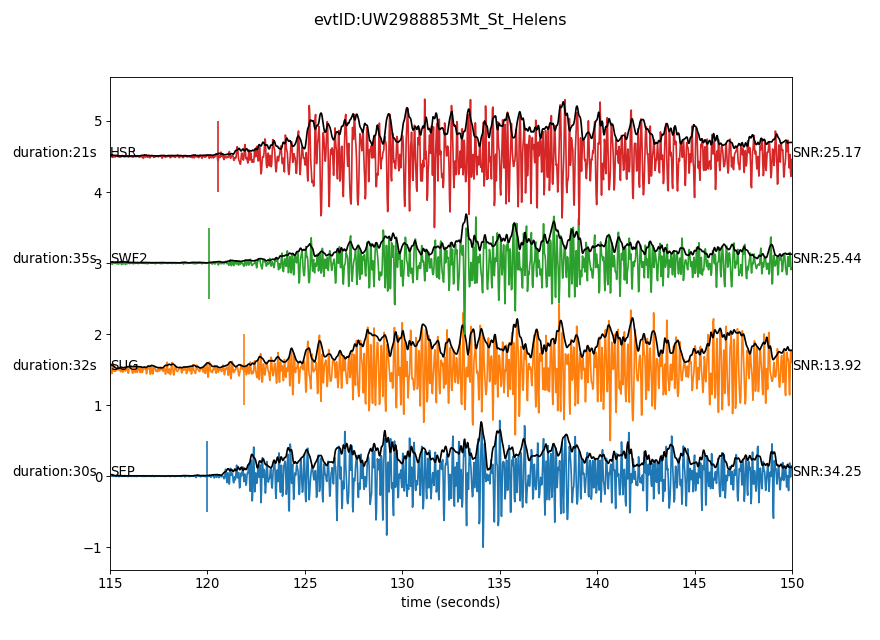 evtID:UW2988853Mt_St_Helens
5
duration:21s HSR SNR:25.17
4
duration:35s SWF2 SNR:25.44
3
2
duration:32s SUG SNR:13.92
1
duration:30s SEP SNR:34.25
0
−1
115 120 125 130 135 140 145 150
time (seconds)